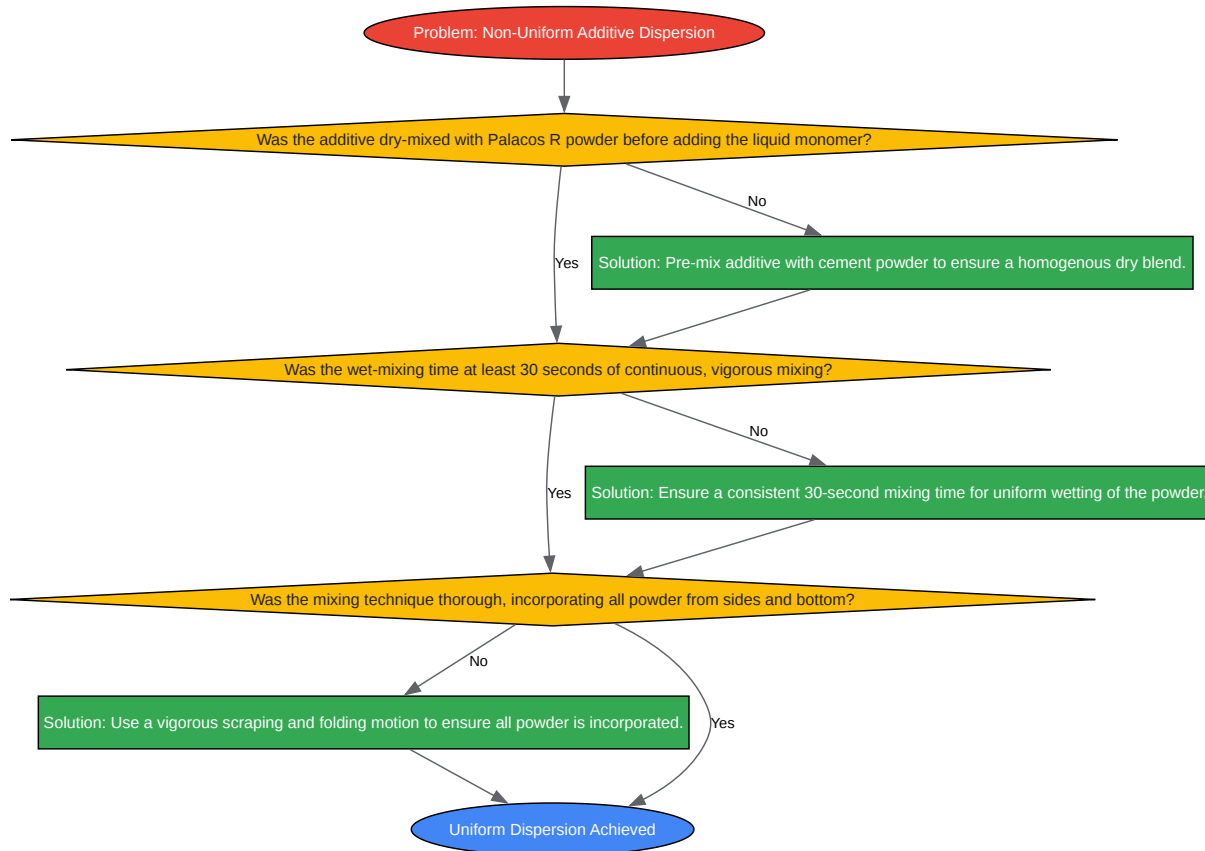 Problem: Non-Uniform Additive Dispersion
Was the additive dry-mixed with Palacos R powder before adding the liquid monomer?
No
Yes
Solution: Pre-mix additive with cement powder to ensure a homogenous dry blend.
Was the wet-mixing time at least 30 seconds of continuous, vigorous mixing?
No
Yes
Solution: Ensure a consistent 30-second mixing time for uniform wetting of the powder
Was the mixing technique thorough, incorporating all powder from sides and bottom?
No
Solution: Use a vigorous scraping and folding motion to ensure all powder is incorporated.
Yes
Uniform Dispersion Achieved